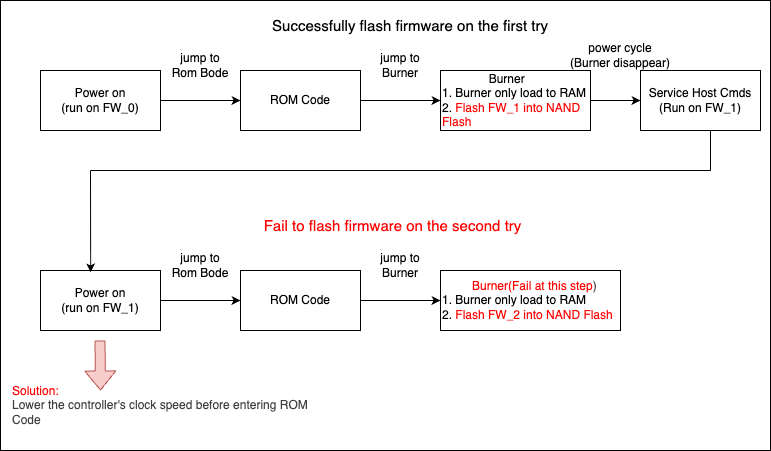 Successfully flash firmware on the first try
jump to
Rom Bode
jump to
Burner
power cycle
(Burner disappear)
Power on
(run on FW_0)
ROM Code
Burner
1. Burner only load to RAM
2. Flash FW_1 into NAND
Flash
Service Host Cmds
(Run on FW_1)
Fail to flash firmware on the second try
jump to
Rom Bode
jump to
Burner
Power on
(run on FW_1)
ROM Code
Burner(Fail at this step)
1. Burner only load to RAM
2. Flash FW_2 into NAND Flash
Solution:
Lower the controller's clock speed before entering ROM
Code